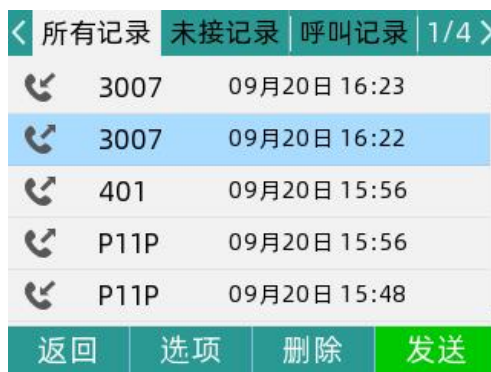 所有记录 未接记录 呼叫记录 1/4
3007 09月20日 16:23
3007 09月20日 16:22
401 09月20日 15:56
P11P 09月20日 15:56
P11P 09月20日 15:48
返回 选项 删除 发送